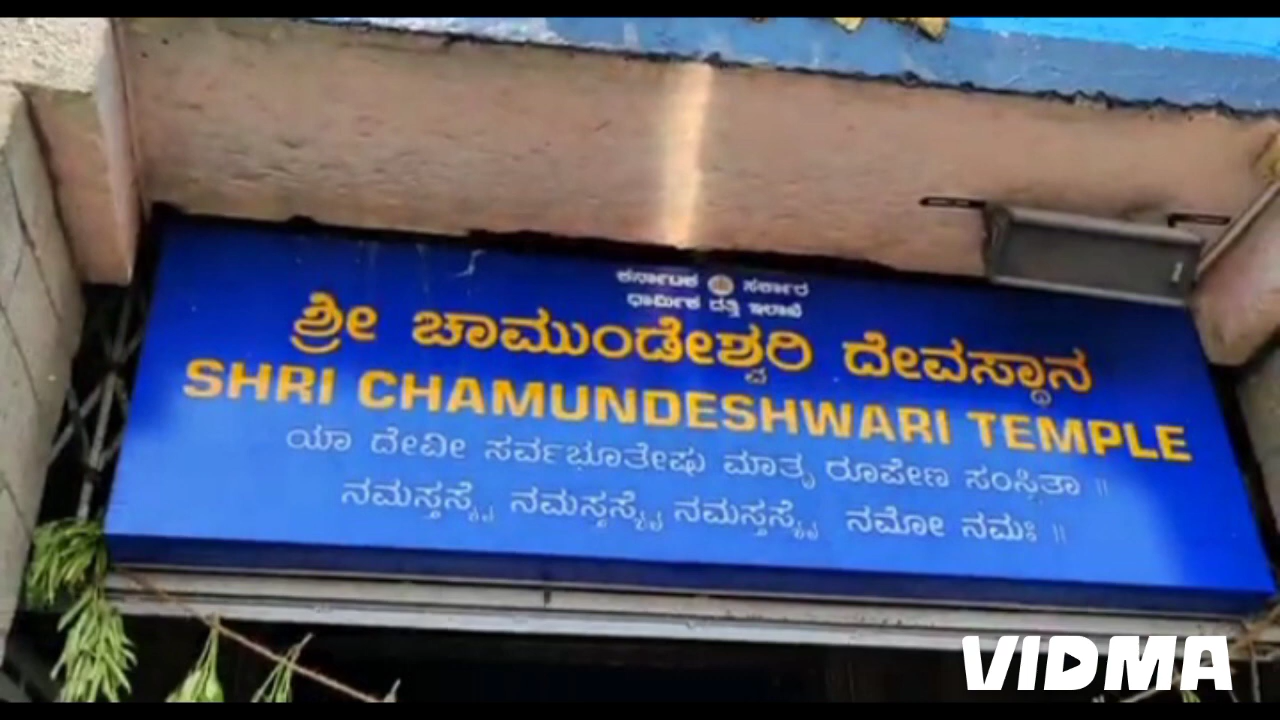 ಕರ್ನಾಟಕ ಸರ್ಕಾರ
ಧಾರ್ಮಿಕ ದತ್ತಿ ಇಲಾಖೆ
ಶ್ರೀ ಚಾಮುಂಡೇಶ್ವರಿ ದೇವಸ್ಥಾನ
SHRI CHAMUNDESHWARI TEMPLE
ಯಾ ದೇವೀ ಸರ್ವಭೂತೇಷು ಮಾತೃ ರೂಪೇಣ ಸಂಸ್ಥಿತಾ ॥
ನಮಸ್ತಸ್ಯೈ ನಮಸ್ತಸ್ಯೈ ನಮಸ್ತಸ್ಯೈ ನಮೋ ನಮಃ ॥
VIDMA